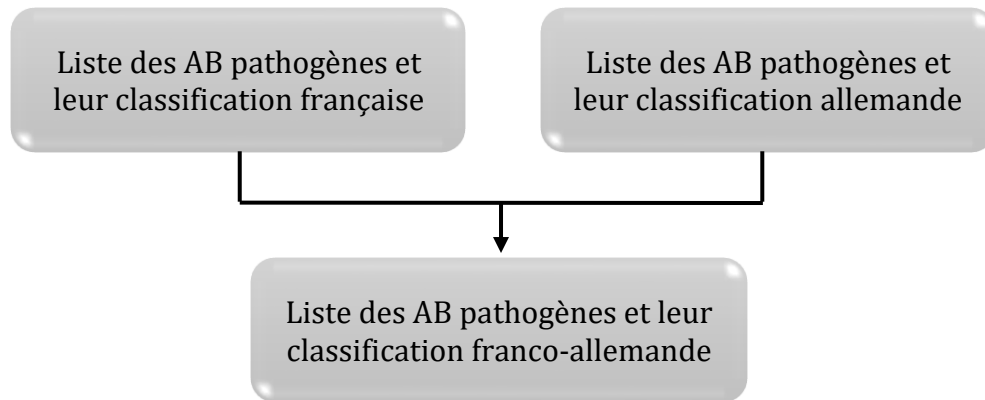 Liste des AB pathogènes et
leur classification française
Liste des AB pathogènes et
leur classification allemande
Liste des AB pathogènes et leur
classification franco-allemande